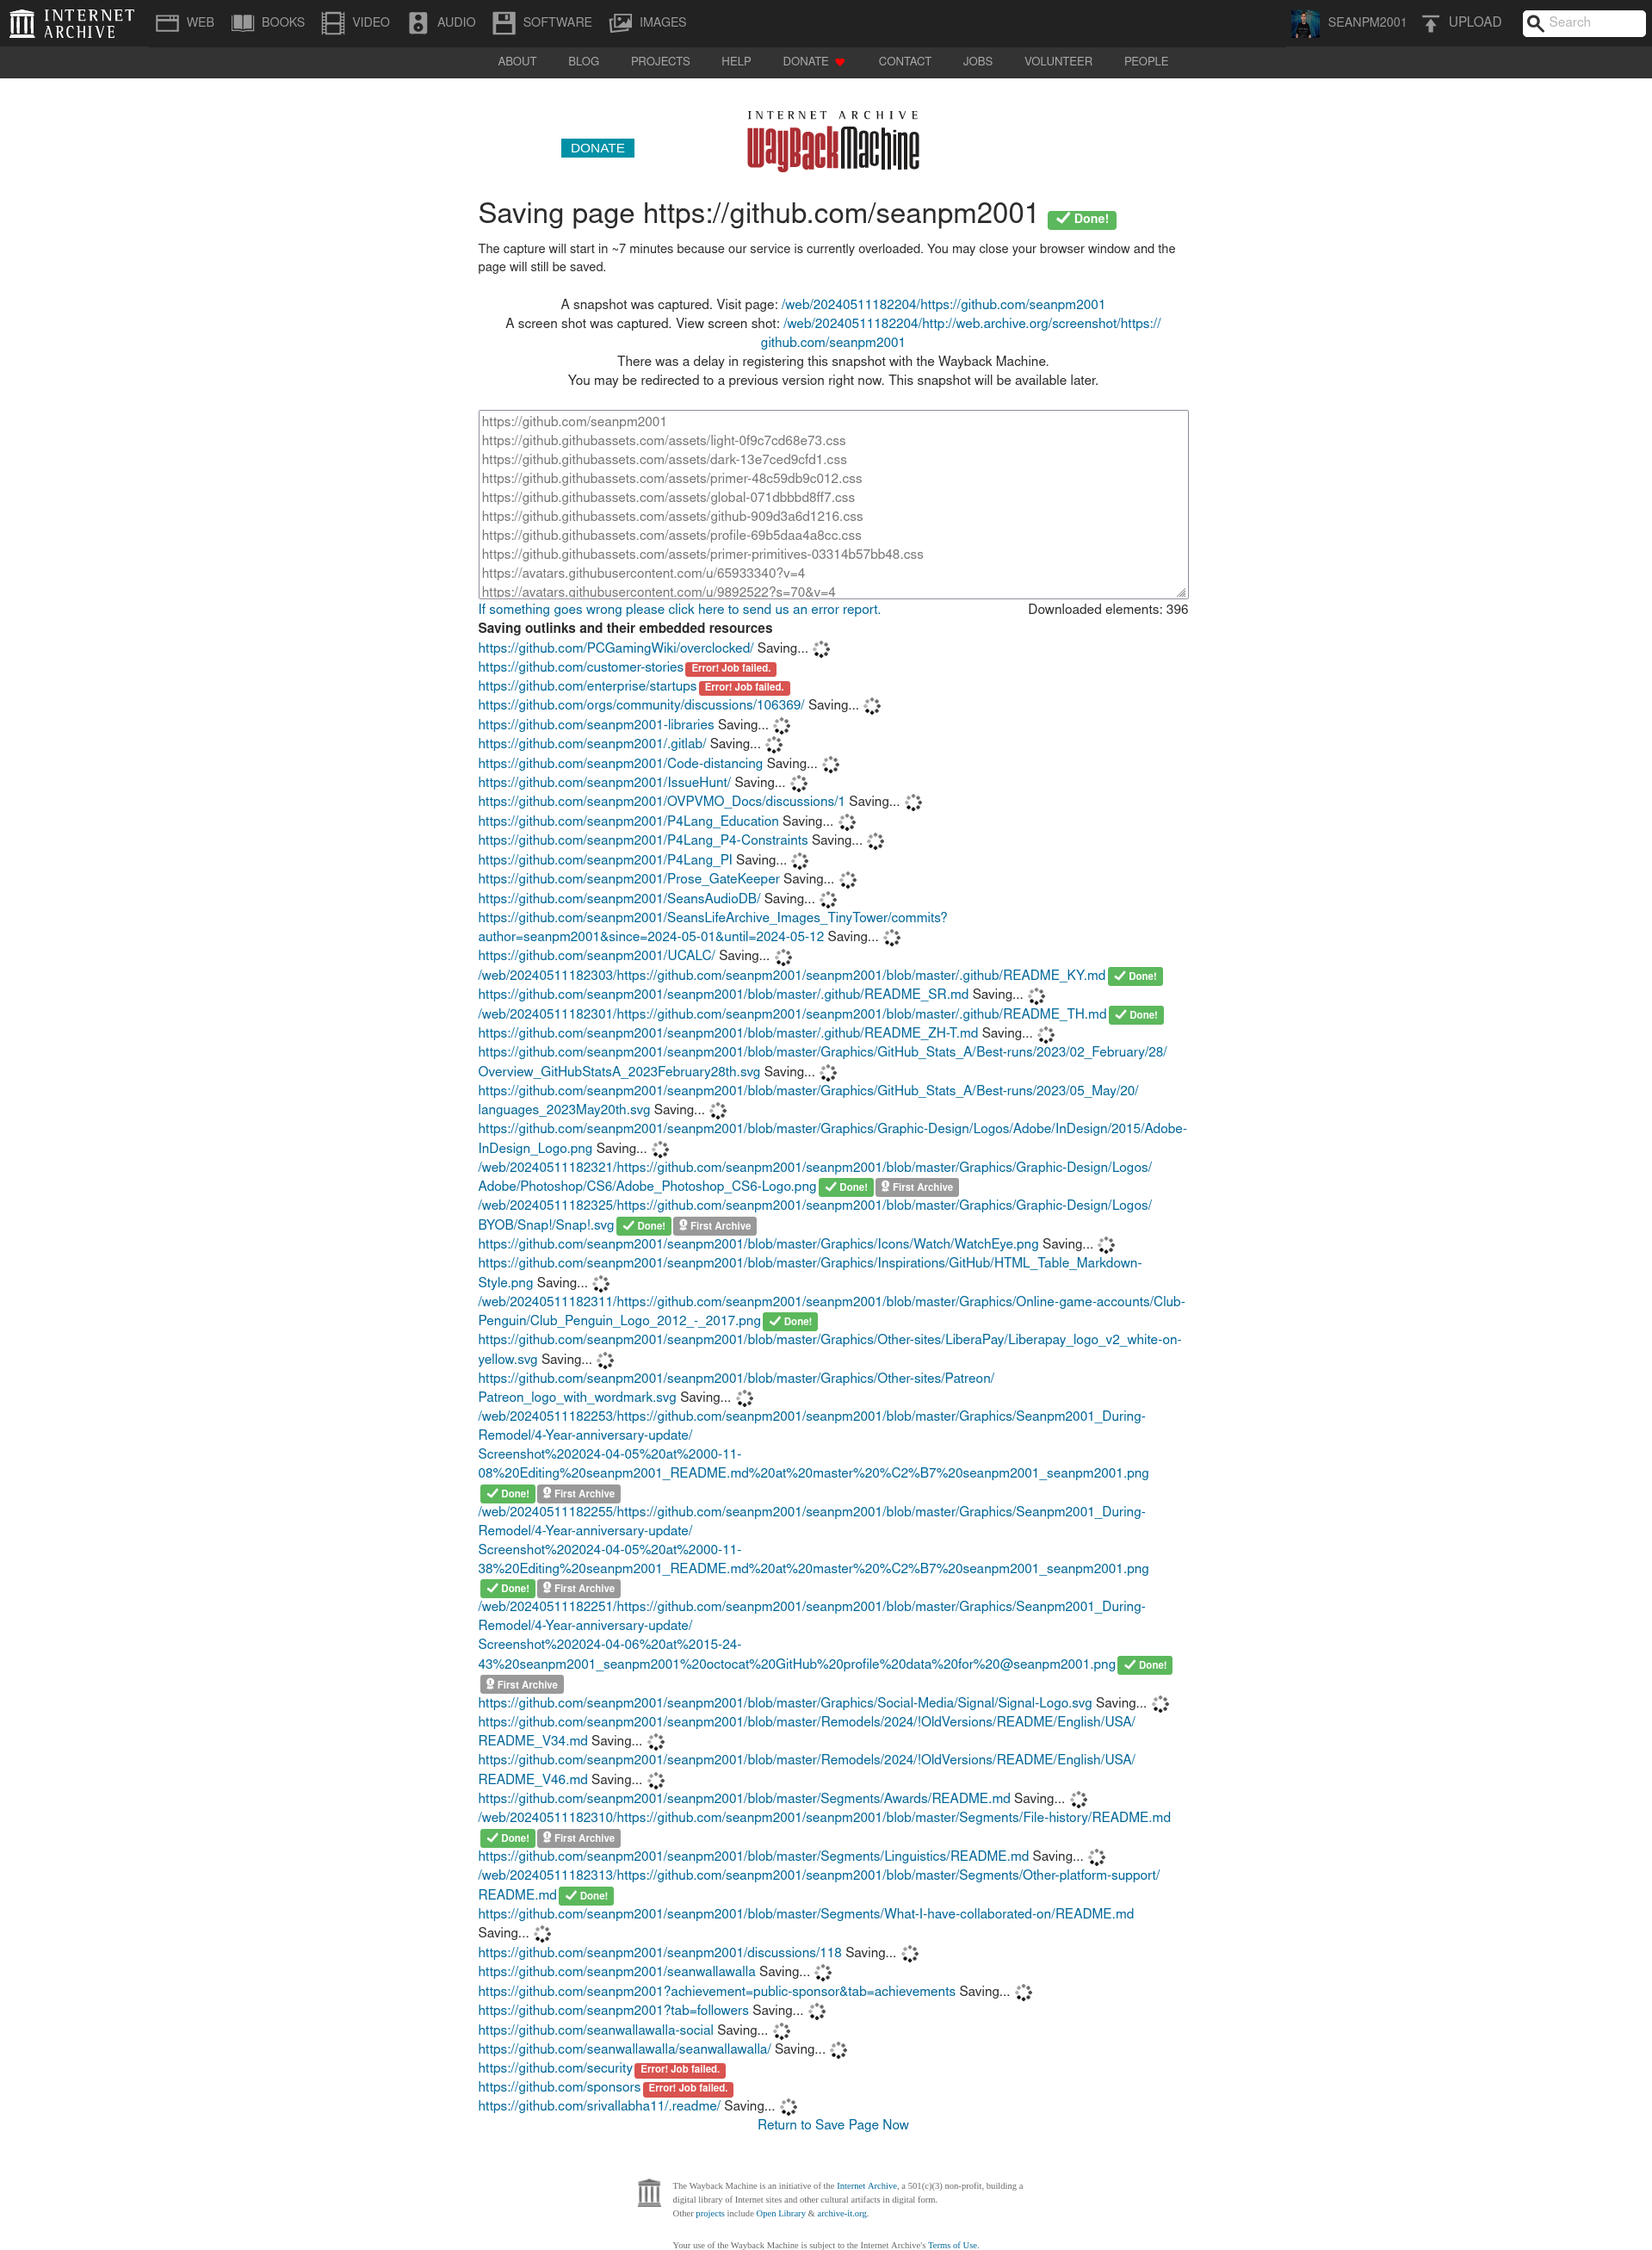 INTERNET ARCHIVE WEB BOOKS VIDEO AUDIO SOFTWARE IMAGES SEANPM2001 UPLOAD Search
ABOUT BLOG PROJECTS HELP DONATE CONTACT JOBS VOLUNTEER PEOPLE
INTERNET ARCHIVE
DONATE WayBackMachine
Saving page https://github.com/seanpm2001 Done!
The capture will start in ~7 minutes because our service is currently overloaded. You may close your browser window and the
page will still be saved.
A snapshot was captured. Visit page: /web/20240511182204/https://github.com/seanpm2001
A screen shot was captured. View screen shot: /web/20240511182204/http://web.archive.org/screenshot/https://
github.com/seanpm2001
There was a delay in registering this snapshot with the Wayback Machine.
You may be redirected to a previous version right now. This snapshot will be available later.
https://github.com/seanpm2001
https://github.githubassets.com/assets/light-0f9c7cd68e73.css
https://github.githubassets.com/assets/dark-13e7ced9cfd1.css
https://github.githubassets.com/assets/primer-48c59db9c012.css
https://github.githubassets.com/assets/global-071dbbbd8ff7.css
https://github.githubassets.com/assets/github-909d3a6d1216.css
https://github.githubassets.com/assets/profile-69b5daa4a8cc.css
https://github.githubassets.com/assets/primer-primitives-03314b57bb48.css
https://avatars.githubusercontent.com/u/65933340?v=4
https://avatars.githubusercontent.com/u/9892522?s=70&v=4
If something goes wrong please click here to send us an error report. Downloaded elements: 396
Saving outlinks and their embedded resources
https://github.com/PCGamingWiki/overclocked/ Saving...
https://github.com/customer-stories Error! Job failed.
https://github.com/enterprise/startups Error! Job failed.
https://github.com/orgs/community/discussions/106369/ Saving...
https://github.com/seanpm2001-libraries Saving...
https://github.com/seanpm2001/.gitlab/ Saving...
https://github.com/seanpm2001/Code-distancing Saving...
https://github.com/seanpm2001/IssueHunt/ Saving...
https://github.com/seanpm2001/OVPVMO_Docs/discussions/1 Saving...
https://github.com/seanpm2001/P4Lang_Education Saving...
https://github.com/seanpm2001/P4Lang_P4-Constraints Saving...
https://github.com/seanpm2001/P4Lang_PI Saving...
https://github.com/seanpm2001/Prose_GateKeeper Saving...
https://github.com/seanpm2001/SeansAudioDB/ Saving...
https://github.com/seanpm2001/SeansLifeArchive_Images_TinyTower/commits?
author=seanpm2001&since=2024-05-01&until=2024-05-12 Saving...
https://github.com/seanpm2001/UCALC/ Saving...
/web/20240511182303/https://github.com/seanpm2001/seanpm2001/blob/master/.github/README_KY.md Done!
https://github.com/seanpm2001/seanpm2001/blob/master/.github/README_SR.md Saving...
/web/20240511182301/https://github.com/seanpm2001/seanpm2001/blob/master/.github/README_TH.md Done!
https://github.com/seanpm2001/seanpm2001/blob/master/.github/README_ZH-T.md Saving...
https://github.com/seanpm2001/seanpm2001/blob/master/Graphics/GitHub_Stats_A/Best-runs/2023/02_February/28/
Overview_GitHubStatsA_2023February28th.svg Saving...
https://github.com/seanpm2001/seanpm2001/blob/master/Graphics/GitHub_Stats_A/Best-runs/2023/05_May/20/
languages_2023May20th.svg Saving...
https://github.com/seanpm2001/seanpm2001/blob/master/Graphics/Graphic-Design/Logos/Adobe/InDesign/2015/Adobe-
InDesign_Logo.png Saving...
/web/20240511182321/https://github.com/seanpm2001/seanpm2001/blob/master/Graphics/Graphic-Design/Logos/
Adobe/Photoshop/CS6/Adobe_Photoshop_CS6-Logo.png Done! First Archive
/web/20240511182325/https://github.com/seanpm2001/seanpm2001/blob/master/Graphics/Graphic-Design/Logos/
BYOB/Snap!/Snap!.svg Done! First Archive
https://github.com/seanpm2001/seanpm2001/blob/master/Graphics/Icons/Watch/WatchEye.png Saving...
https://github.com/seanpm2001/seanpm2001/blob/master/Graphics/Inspirations/GitHub/HTML_Table_Markdown-
Style.png Saving...
/web/20240511182311/https://github.com/seanpm2001/seanpm2001/blob/master/Graphics/Online-game-accounts/Club-
Penguin/Club_Penguin_Logo_2012_-_2017.png Done!
https://github.com/seanpm2001/seanpm2001/blob/master/Graphics/Other-sites/LiberaPay/Liberapay_logo_v2_white-on-
yellow.svg Saving...
https://github.com/seanpm2001/seanpm2001/blob/master/Graphics/Other-sites/Patreon/
Patreon_logo_with_wordmark.svg Saving...
/web/20240511182253/https://github.com/seanpm2001/seanpm2001/blob/master/Graphics/Seanpm2001_During-
Remodel/4-Year-anniversary-update/
Screenshot%202024-04-05%20at%2000-11-
08%20Editing%20seanpm2001_README.md%20at%20master%20%C2%B7%20seanpm2001_seanpm2001.png
Done! First Archive
/web/20240511182255/https://github.com/seanpm2001/seanpm2001/blob/master/Graphics/Seanpm2001_During-
Remodel/4-Year-anniversary-update/
Screenshot%202024-04-05%20at%2000-11-
38%20Editing%20seanpm2001_README.md%20at%20master%20%C2%B7%20seanpm2001_seanpm2001.png
Done! First Archive
/web/20240511182251/https://github.com/seanpm2001/seanpm2001/blob/master/Graphics/Seanpm2001_During-
Remodel/4-Year-anniversary-update/
Screenshot%202024-04-06%20at%2015-24-
43%20seanpm2001_seanpm2001%20octocat%20GitHub%20profile%20data%20for%20@seanpm2001.png Done!
First Archive
https://github.com/seanpm2001/seanpm2001/blob/master/Graphics/Social-Media/Signal/Signal-Logo.svg Saving...
https://github.com/seanpm2001/seanpm2001/blob/master/Remodels/2024/!OldVersions/README/English/USA/
README_V34.md Saving...
https://github.com/seanpm2001/seanpm2001/blob/master/Remodels/2024/!OldVersions/README/English/USA/
README_V46.md Saving...
https://github.com/seanpm2001/seanpm2001/blob/master/Segments/Awards/README.md Saving...
/web/20240511182310/https://github.com/seanpm2001/seanpm2001/blob/master/Segments/File-history/README.md
Done! First Archive
https://github.com/seanpm2001/seanpm2001/blob/master/Segments/Linguistics/README.md Saving...
/web/20240511182313/https://github.com/seanpm2001/seanpm2001/blob/master/Segments/Other-platform-support/
README.md Done!
https://github.com/seanpm2001/seanpm2001/blob/master/Segments/What-I-have-collaborated-on/README.md
Saving...
https://github.com/seanpm2001/seanpm2001/discussions/118 Saving...
https://github.com/seanpm2001/seanwallawalla Saving...
https://github.com/seanpm2001?achievement=public-sponsor&tab=achievements Saving...
https://github.com/seanpm2001?tab=followers Saving...
https://github.com/seanwallawalla-social Saving...
https://github.com/seanwallawalla/seanwallawalla/ Saving...
https://github.com/security Error! Job failed.
https://github.com/sponsors Error! Job failed.
https://github.com/srivallabha11/.readme/ Saving...
Return to Save Page Now
The Wayback Machine is an initiative of the Internet Archive, a 501(c)(3) non-profit, building a
digital library of Internet sites and other cultural artifacts in digital form.
Other projects include Open Library & archive-it.org.
Your use of the Wayback Machine is subject to the Internet Archive's Terms of Use.